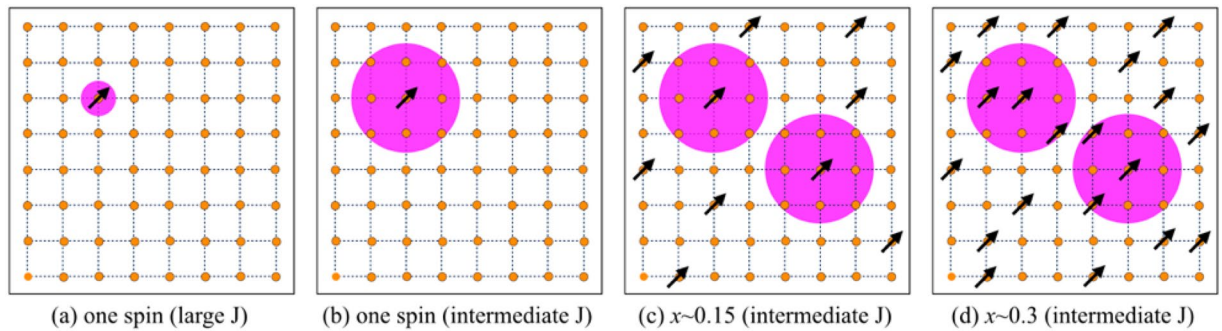 (a) one spin (large J)
(b) one spin (intermediate J)
(c) x~0.15 (intermediate J)
(d) x~0.3 (intermediate J)